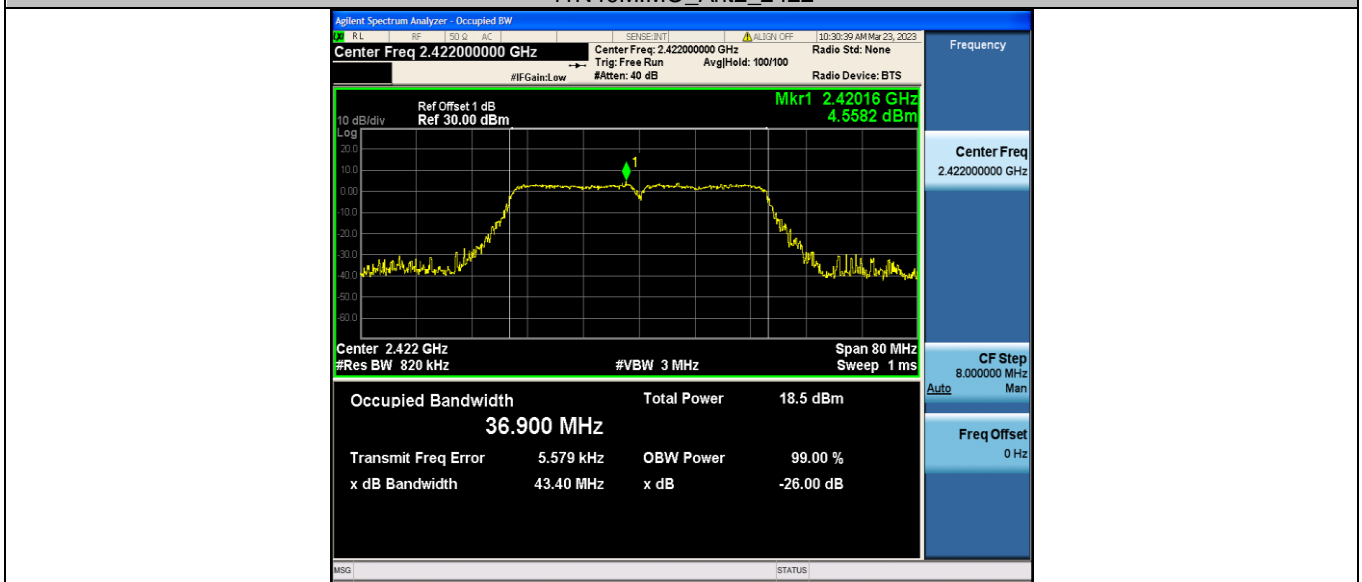 Agilent Spectrum Analyzer - Occupied BW
RL RF 50 Ω AC SENSE:INT ALIGN OFF 10:30:39 AM Mar 23, 2023
Center Freq 2.422000000 GHz
Center Freq: 2.422000000 GHz
Radio Std: None
Trig: Free Run Avg|Hold: 100/100
#IFGain:Low #Atten: 40 dB Radio Device: BTS
Frequency
Mkr1 2.42016 GHz
4.5582 dBm
Ref Offset 1 dB
10 dB/div Ref 30.00 dBm
Log
20.0
10.0
0.00
-10.0
-20.0
-30.0
-40.0
-50.0
-60.0
1
Center 2.422 GHz Span 80 MHz
#Res BW 820 kHz #VBW 3 MHz Sweep 1 ms
Occupied Bandwidth Total Power 18.5 dBm
36.900 MHz
Transmit Freq Error 5.579 kHz OBW Power 99.00 %
x dB Bandwidth 43.40 MHz x dB -26.00 dB
Center Freq
2.422000000 GHz
CF Step
8.000000 MHz
Auto Man
Freq Offset
0 Hz
MSG STATUS